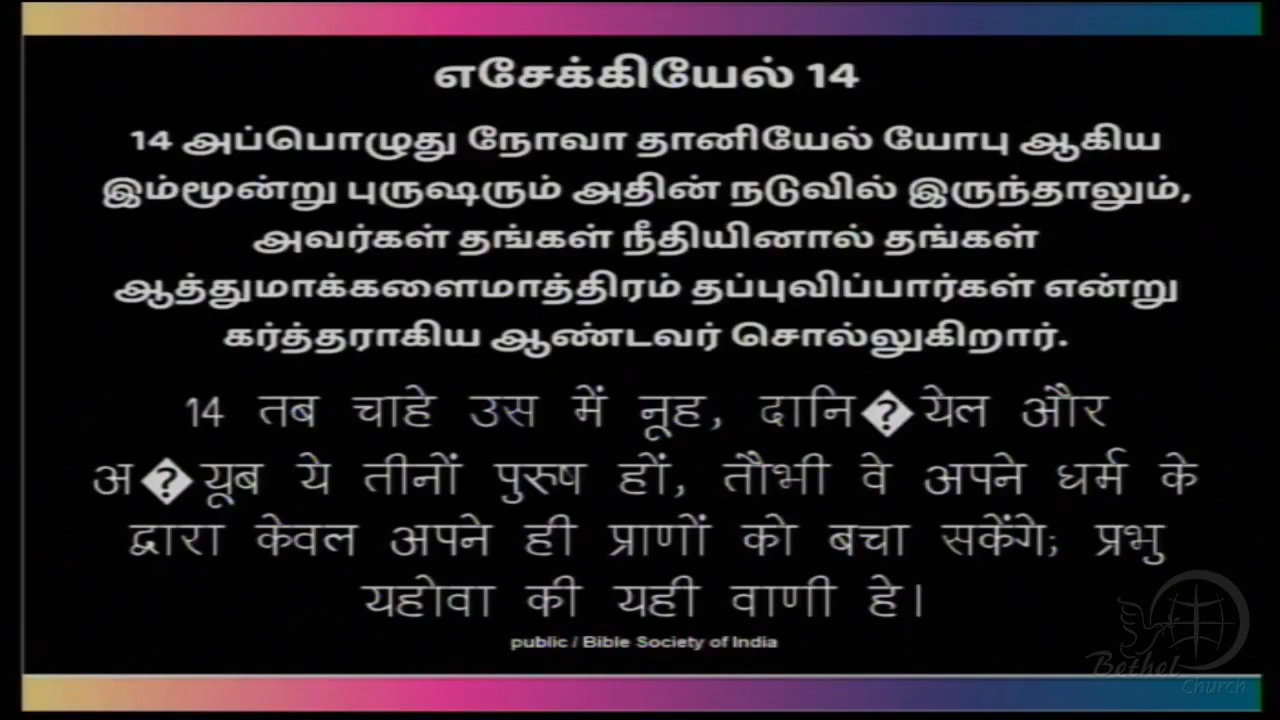 எசேக்கியேல் 14
14 அப்பொழுது நோவா தானியேல் யோபு ஆகிய
இம்மூன்று புருஷரும் அதின் நடுவில் இருந்தாலும்,
அவர்கள் தங்கள் நீதியினால் தங்கள்
ஆத்துமாக்களைமாத்திரம் தப்புவிப்பார்கள் என்று
கர்த்தராகிய ஆண்டவர் சொல்லுகிறார்.
14 तब चाहे उस में नूह, दानि�येल और
अ�यूब ये तीनों पुरुष हों, तौभी वे अपने धर्म के
द्वारा केवल अपने ही प्राणों को बचा सकेंगे; प्रभु
यहोवा की यही वाणी हे।
public / Bible Society of India
Bethel
Church